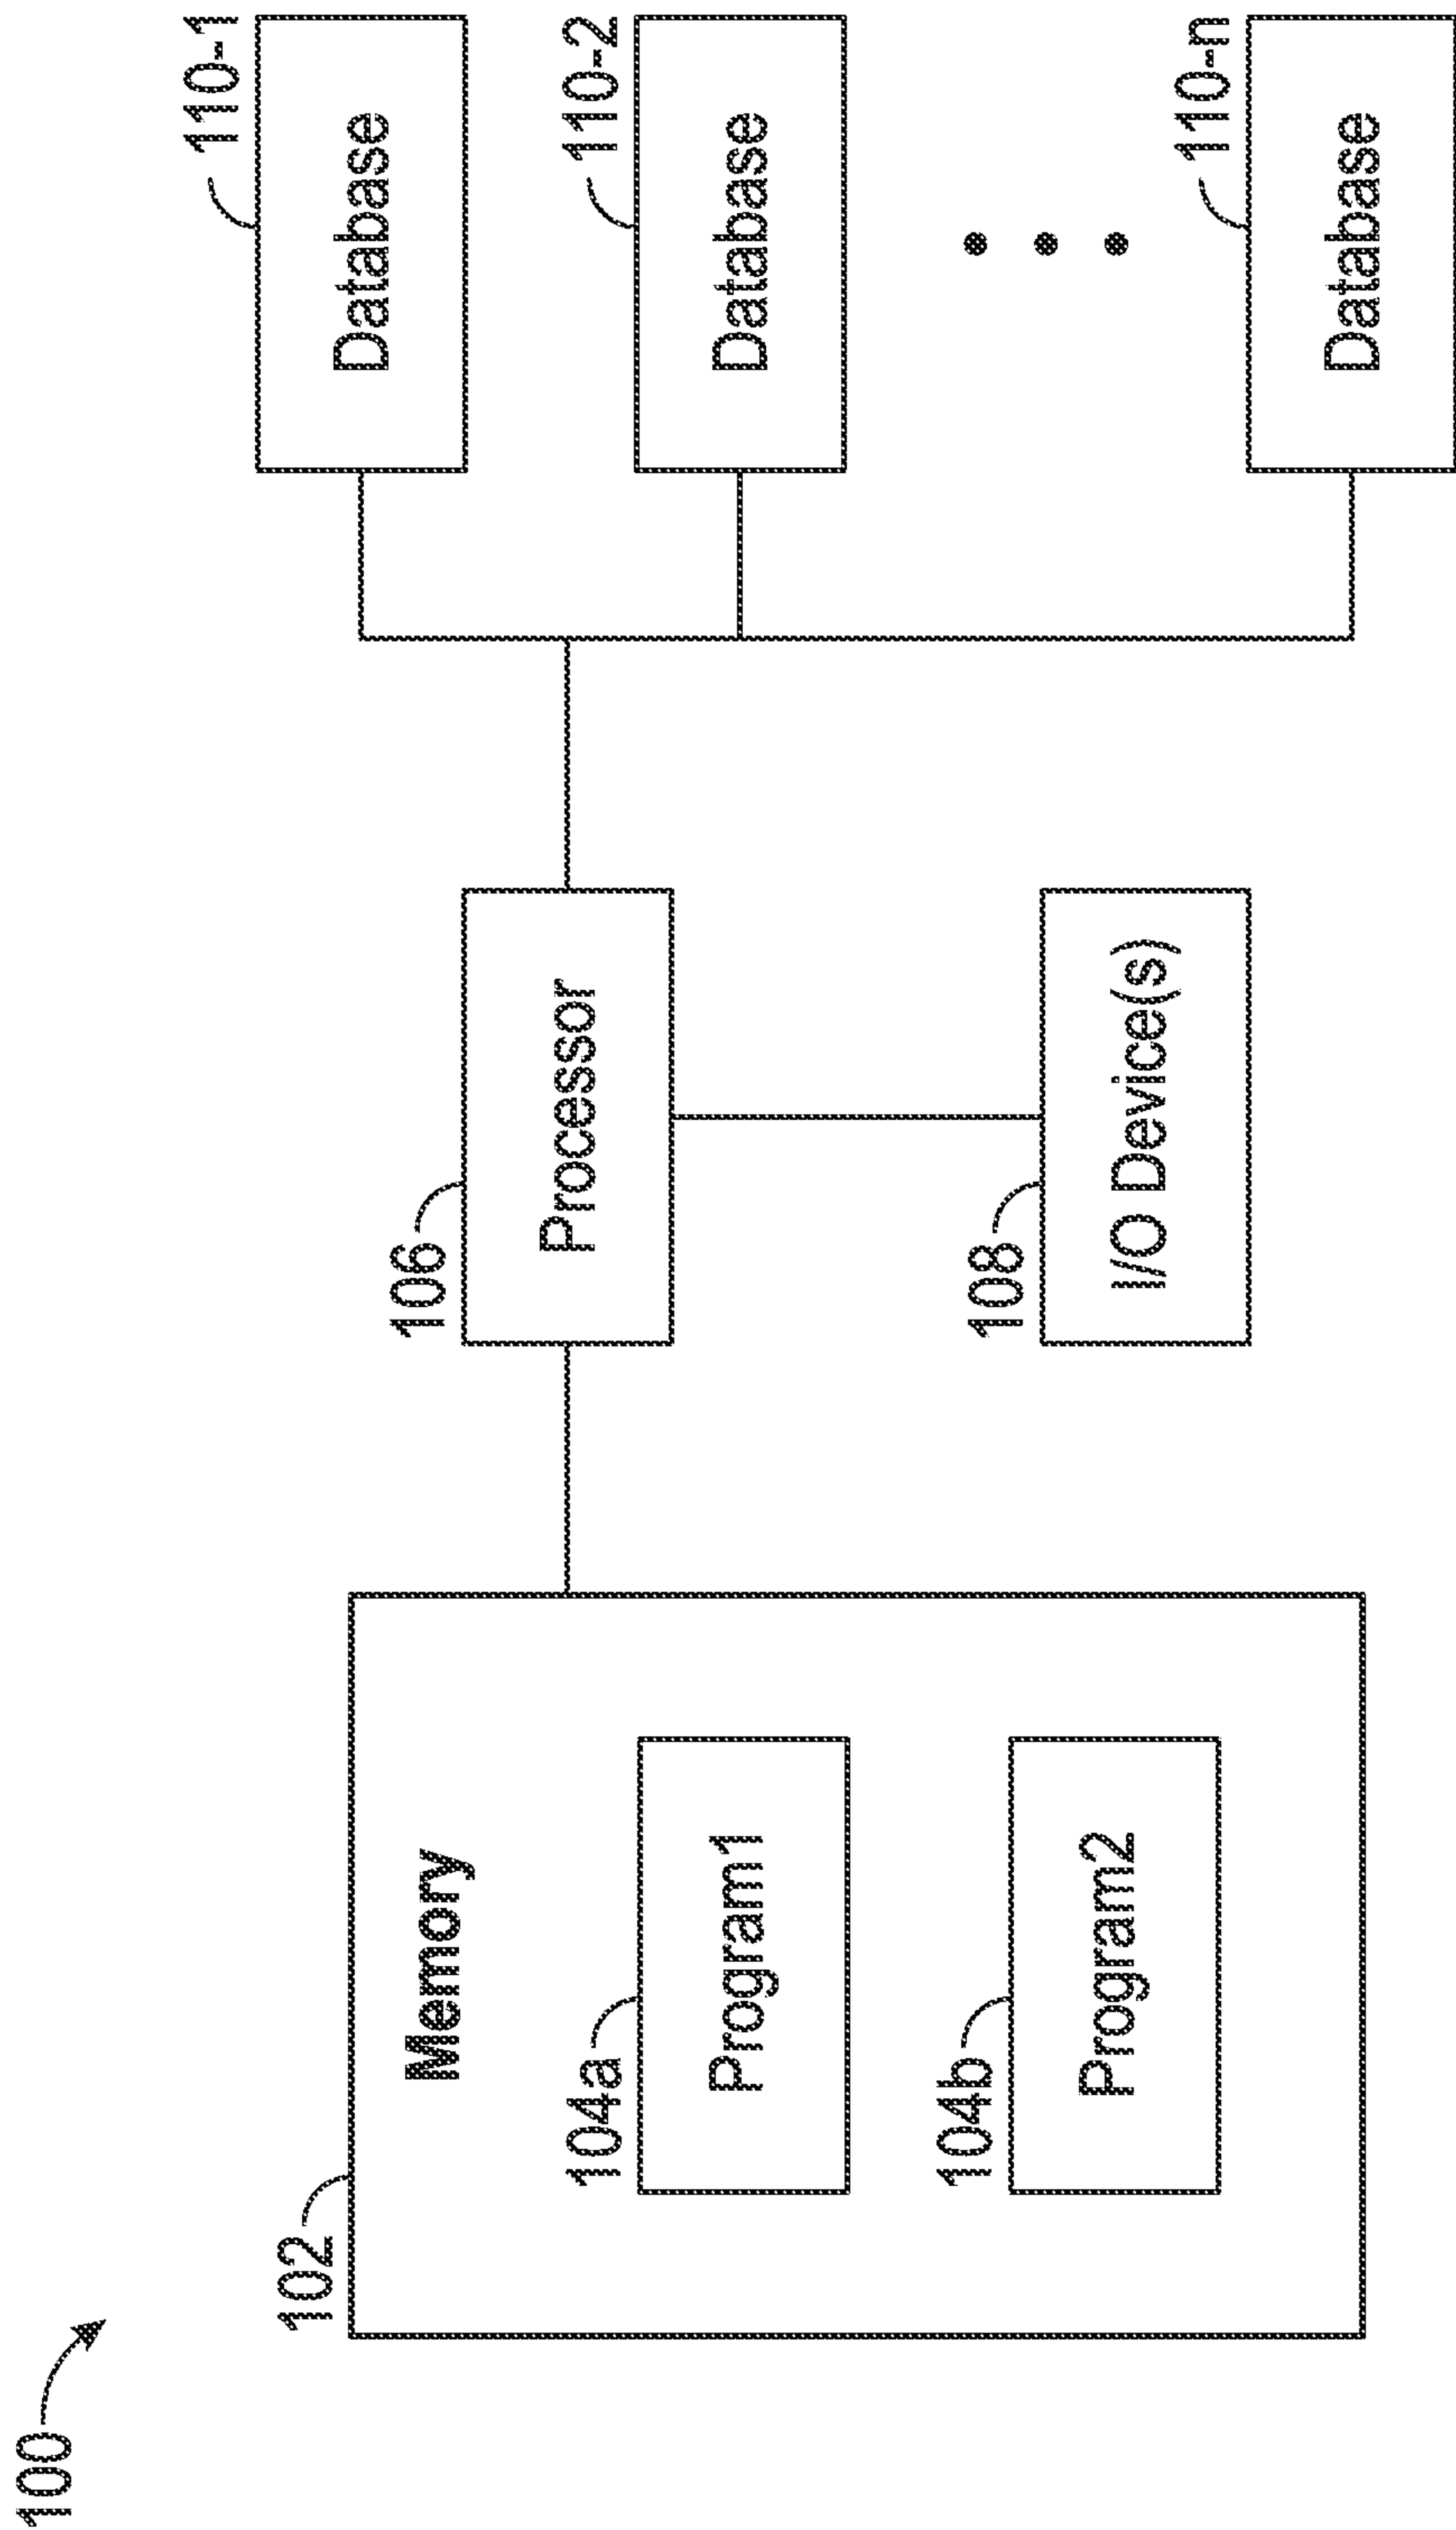 100
102
Memory
104a
Program1
104b
Program2
106
Processor
108
I/O Device(s)
110-1
Database
110-2
Database
110-n
Database